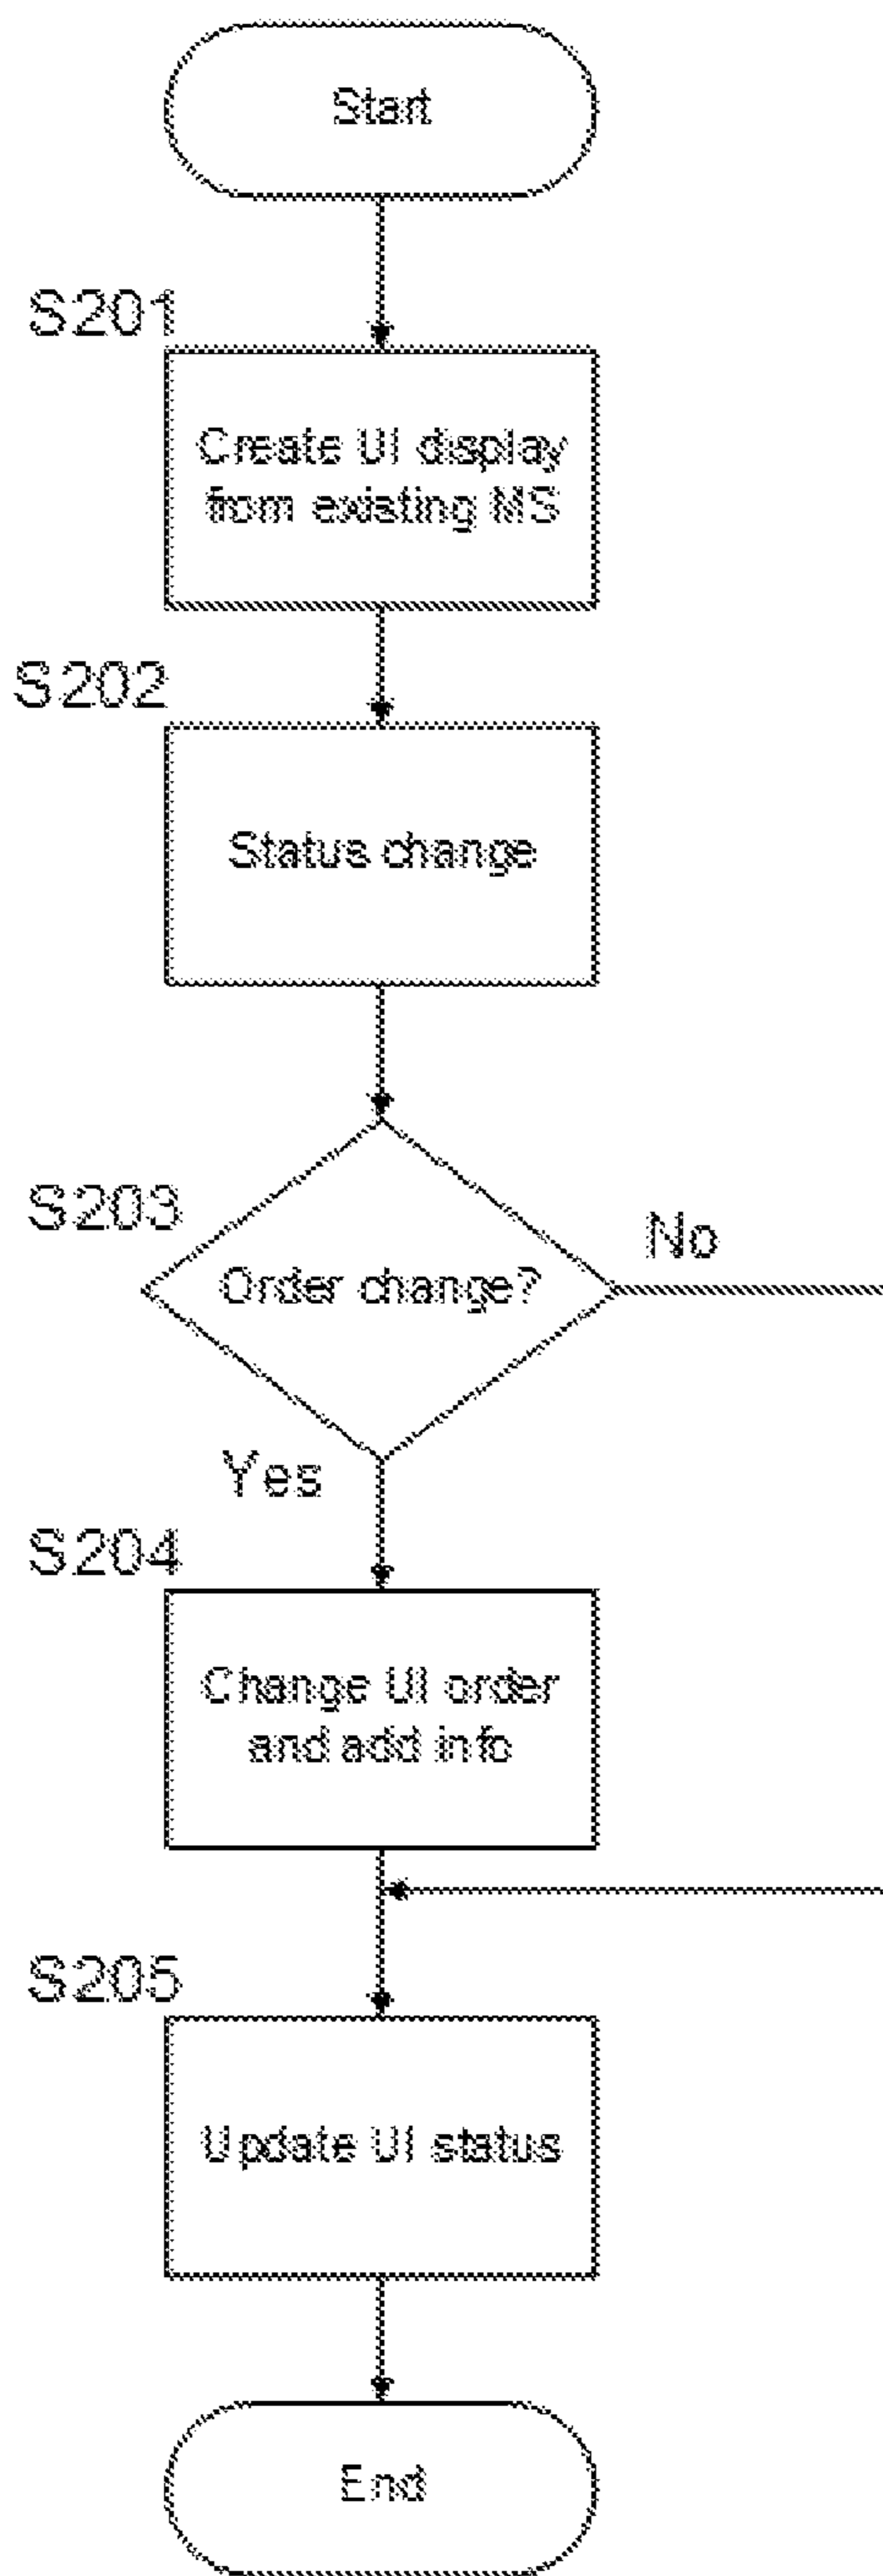 Start
S201
Create UI display
from existing MS
S202
Status change
S203
Order change?
No
Yes
S204
Change UI order
and add info
S205
Update UI status
End